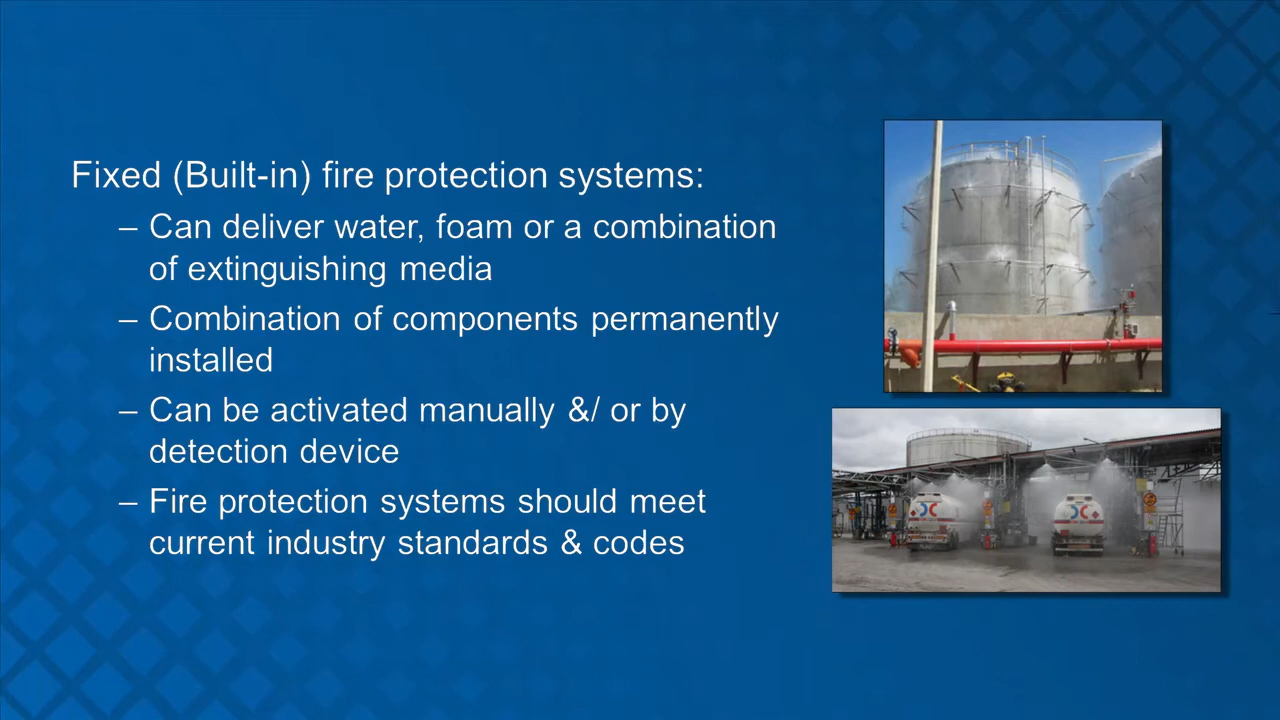 Fixed (Built-in) fire protection systems:
– Can deliver water, foam or a combination
of extinguishing media
– Combination of components permanently
installed
– Can be activated manually &/ or by
detection device
– Fire protection systems should meet
current industry standards & codes